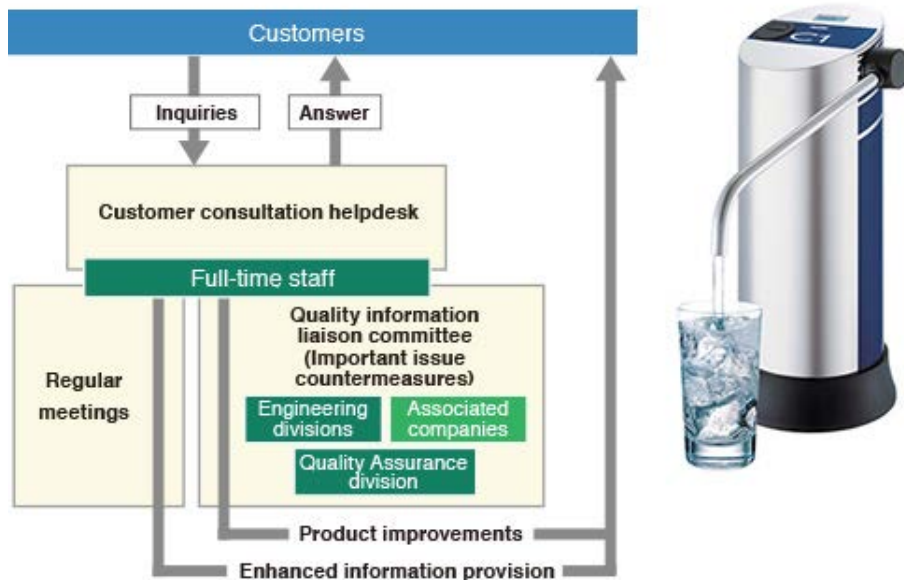 Customers
Inquiries
Answer
Customer consultation helpdesk
Full-time staff
Regular
meetings
Quality information
liaison committee
(Important issue
countermeasures)
Engineering
divisions
Associated
companies
Quality Assurance
division
Product improvements
Enhanced information provision
C1